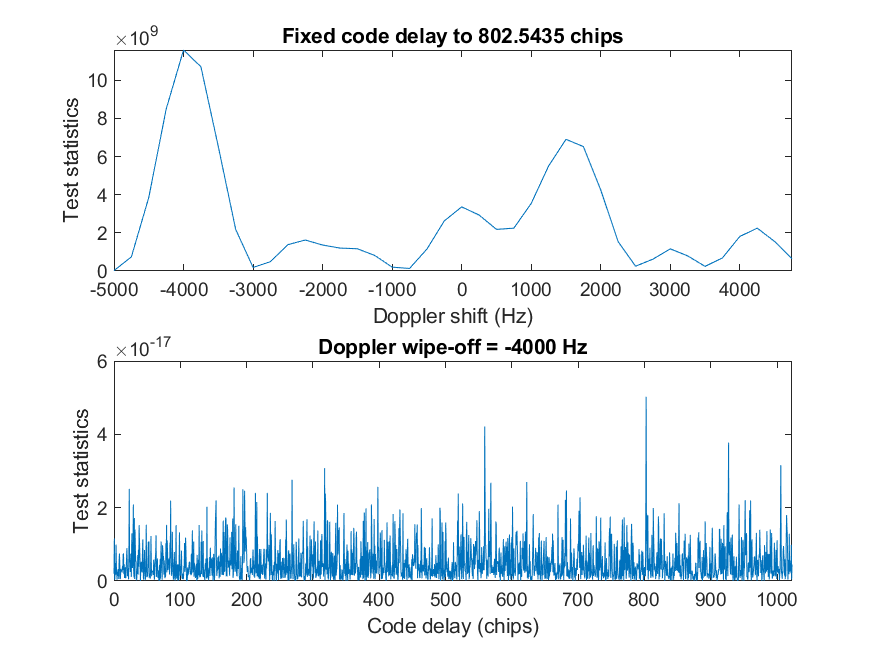 ×10^9
Fixed code delay to 802.5435 chips
Test statistics
10
8
6
4
2
0
-5000 -4000 -3000 -2000 -1000 0 1000 2000 3000 4000
Doppler shift (Hz)
×10^-17
Doppler wipe-off = -4000 Hz
Test statistics
6
4
2
0
0 100 200 300 400 500 600 700 800 900 1000
Code delay (chips)